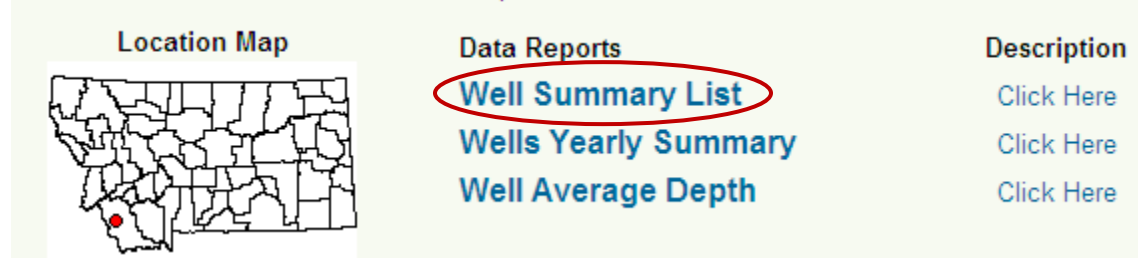 Location Map Data Reports Description
Well Summary List Click Here
Wells Yearly Summary Click Here
Well Average Depth Click Here